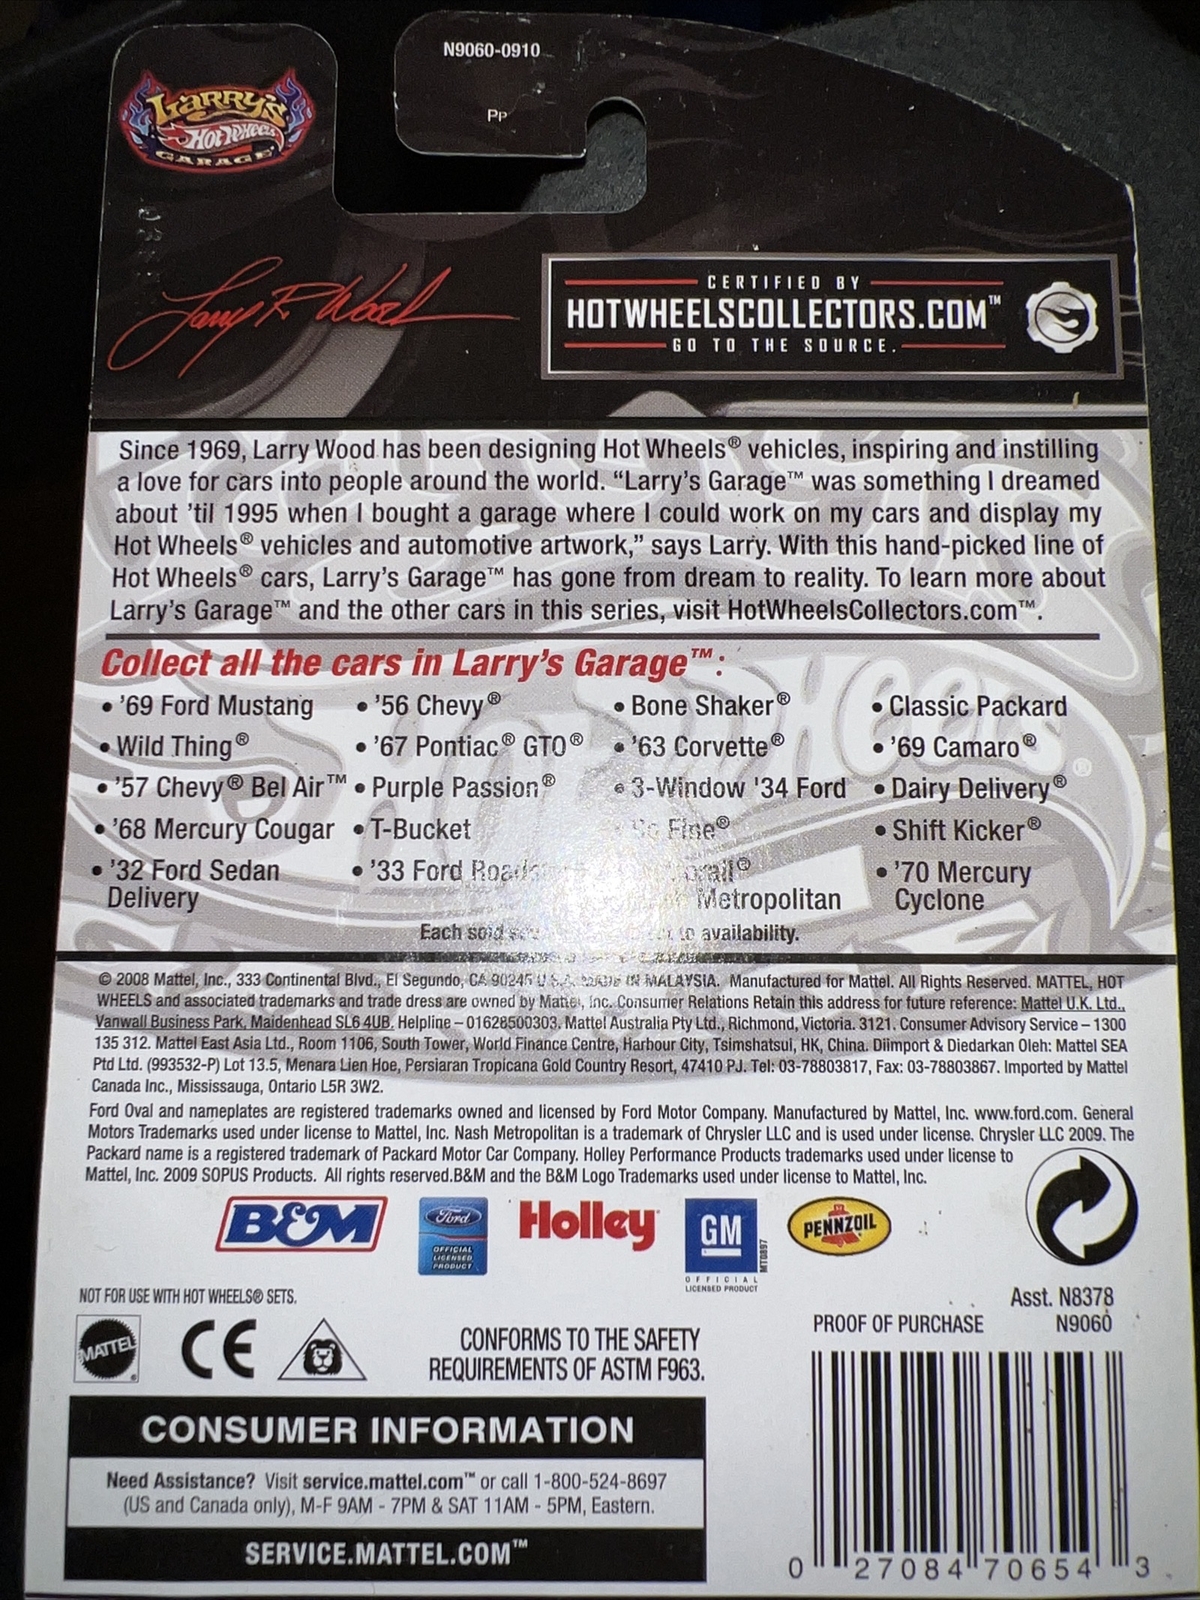 N9060-0910
Pp
Larry's
Hot Wheels
GARAGE
Larry R Wood
CERTIFIED BY
HOTWHEELSCOLLECTORS.COM™
GO TO THE SOURCE.
Since 1969, Larry Wood has been designing Hot Wheels® vehicles, inspiring and instilling
a love for cars into people around the world. “Larry’s Garage™ was something I dreamed
about ’til 1995 when I bought a garage where I could work on my cars and display my
Hot Wheels® vehicles and automotive artwork,” says Larry. With this hand-picked line of
Hot Wheels® cars, Larry’s Garage™ has gone from dream to reality. To learn more about
Larry’s Garage™ and the other cars in this series, visit HotWheelsCollectors.com™.
Collect all the cars in Larry’s Garage™:
• ’69 Ford Mustang • ’56 Chevy® • Bone Shaker® • Classic Packard
• Wild Thing® • ’67 Pontiac® GTO® • ’63 Corvette® • ’69 Camaro®
• ’57 Chevy® Bel Air™ • Purple Passion® • 3-Window ’34 Ford • Dairy Delivery®
• ’68 Mercury Cougar • T-Bucket Fine® • Shift Kicker®
• ’32 Ford Sedan • ’33 Ford • ’70 Mercury
Delivery Metropolitan Cyclone
Each sold to availability.
© 2008 Mattel, Inc., 333 Continental Blvd., El Segundo, CA 90245 U.S.A. MADE IN MALAYSIA. Manufactured for Mattel. All Rights Reserved. MATTEL, HOT
WHEELS and associated trademarks and trade dress are owned by Mattel, Inc. Consumer Relations Retain this address for future reference: Mattel U.K. Ltd.,
Vanwall Business Park, Maidenhead SL6 4UB. Helpline – 01628500303. Mattel Australia Pty Ltd., Richmond, Victoria. 3121. Consumer Advisory Service – 1300
135 312. Mattel East Asia Ltd., Room 1106, South Tower, World Finance Centre, Harbour City, Tsimshatsui, HK, China. Diimport & Diedarkan Oleh: Mattel SEA
Ptd Ltd. (993532-P) Lot 13.5, Menara Lien Hoe, Persiaran Tropicana Gold Country Resort, 47410 PJ. Tel: 03-78803817, Fax: 03-78803867. Imported by Mattel
Canada Inc., Mississauga, Ontario L5R 3W2.
Ford Oval and nameplates are registered trademarks owned and licensed by Ford Motor Company. Manufactured by Mattel, Inc. www.ford.com. General
Motors Trademarks used under license to Mattel, Inc. Nash Metropolitan is a trademark of Chrysler LLC and is used under license. Chrysler LLC 2009. The
Packard name is a registered trademark of Packard Motor Car Company. Holley Performance Products trademarks used under license to
Mattel, Inc. 2009 SOPUS Products. All rights reserved.B&M and the B&M Logo Trademarks used under license to Mattel, Inc.
B&M
Ford
OFFICIAL
LICENSED
PRODUCT
Holley
GM
MT0897
OFFICIAL
LICENSED PRODUCT
PENNZOIL
NOT FOR USE WITH HOT WHEELS® SETS.
MATTEL
CE
CONFORMS TO THE SAFETY
REQUIREMENTS OF ASTM F963.
Asst. N8378
PROOF OF PURCHASE N9060
CONSUMER INFORMATION
Need Assistance? Visit service.mattel.com™ or call 1-800-524-8697
(US and Canada only), M-F 9AM - 7PM & SAT 11AM - 5PM, Eastern.
SERVICE.MATTEL.COM™
0 27084 70654 3